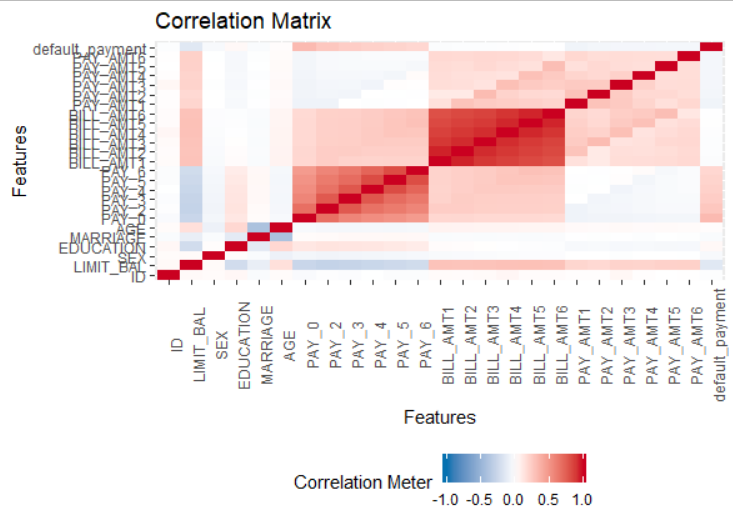 Correlation Matrix
default_payment
PAY_AMT6
PAY_AMT5
PAY_AMT4
PAY_AMT3
PAY_AMT2
PAY_AMT1
BILL_AMT6
BILL_AMT5
BILL_AMT4
BILL_AMT3
BILL_AMT2
BILL_AMT1
PAY_6
PAY_5
PAY_4
PAY_3
PAY_2
PAY_0
AGE
MARRIAGE
EDUCATION
SEX
LIMIT_BAL
ID
Features
ID
LIMIT_BAL
SEX
EDUCATION
MARRIAGE
AGE
PAY_0
PAY_2
PAY_3
PAY_4
PAY_5
PAY_6
BILL_AMT1
BILL_AMT2
BILL_AMT3
BILL_AMT4
BILL_AMT5
BILL_AMT6
PAY_AMT1
PAY_AMT2
PAY_AMT3
PAY_AMT4
PAY_AMT5
PAY_AMT6
default_payment
Features
Correlation Meter
-1.0 -0.5 0.0 0.5 1.0